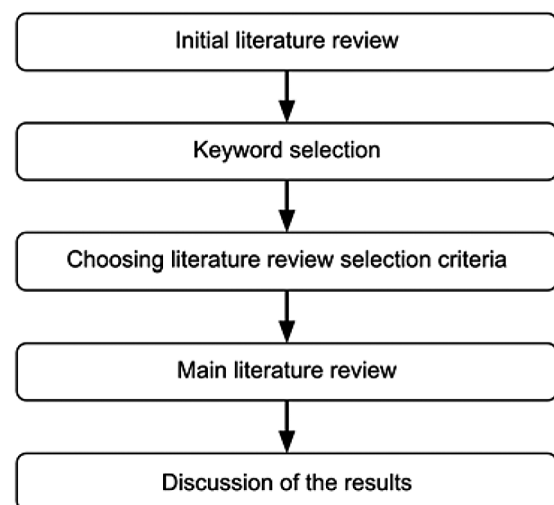 Initial literature review
Keyword selection
Choosing literature review selection criteria
Main literature review
Discussion of the results